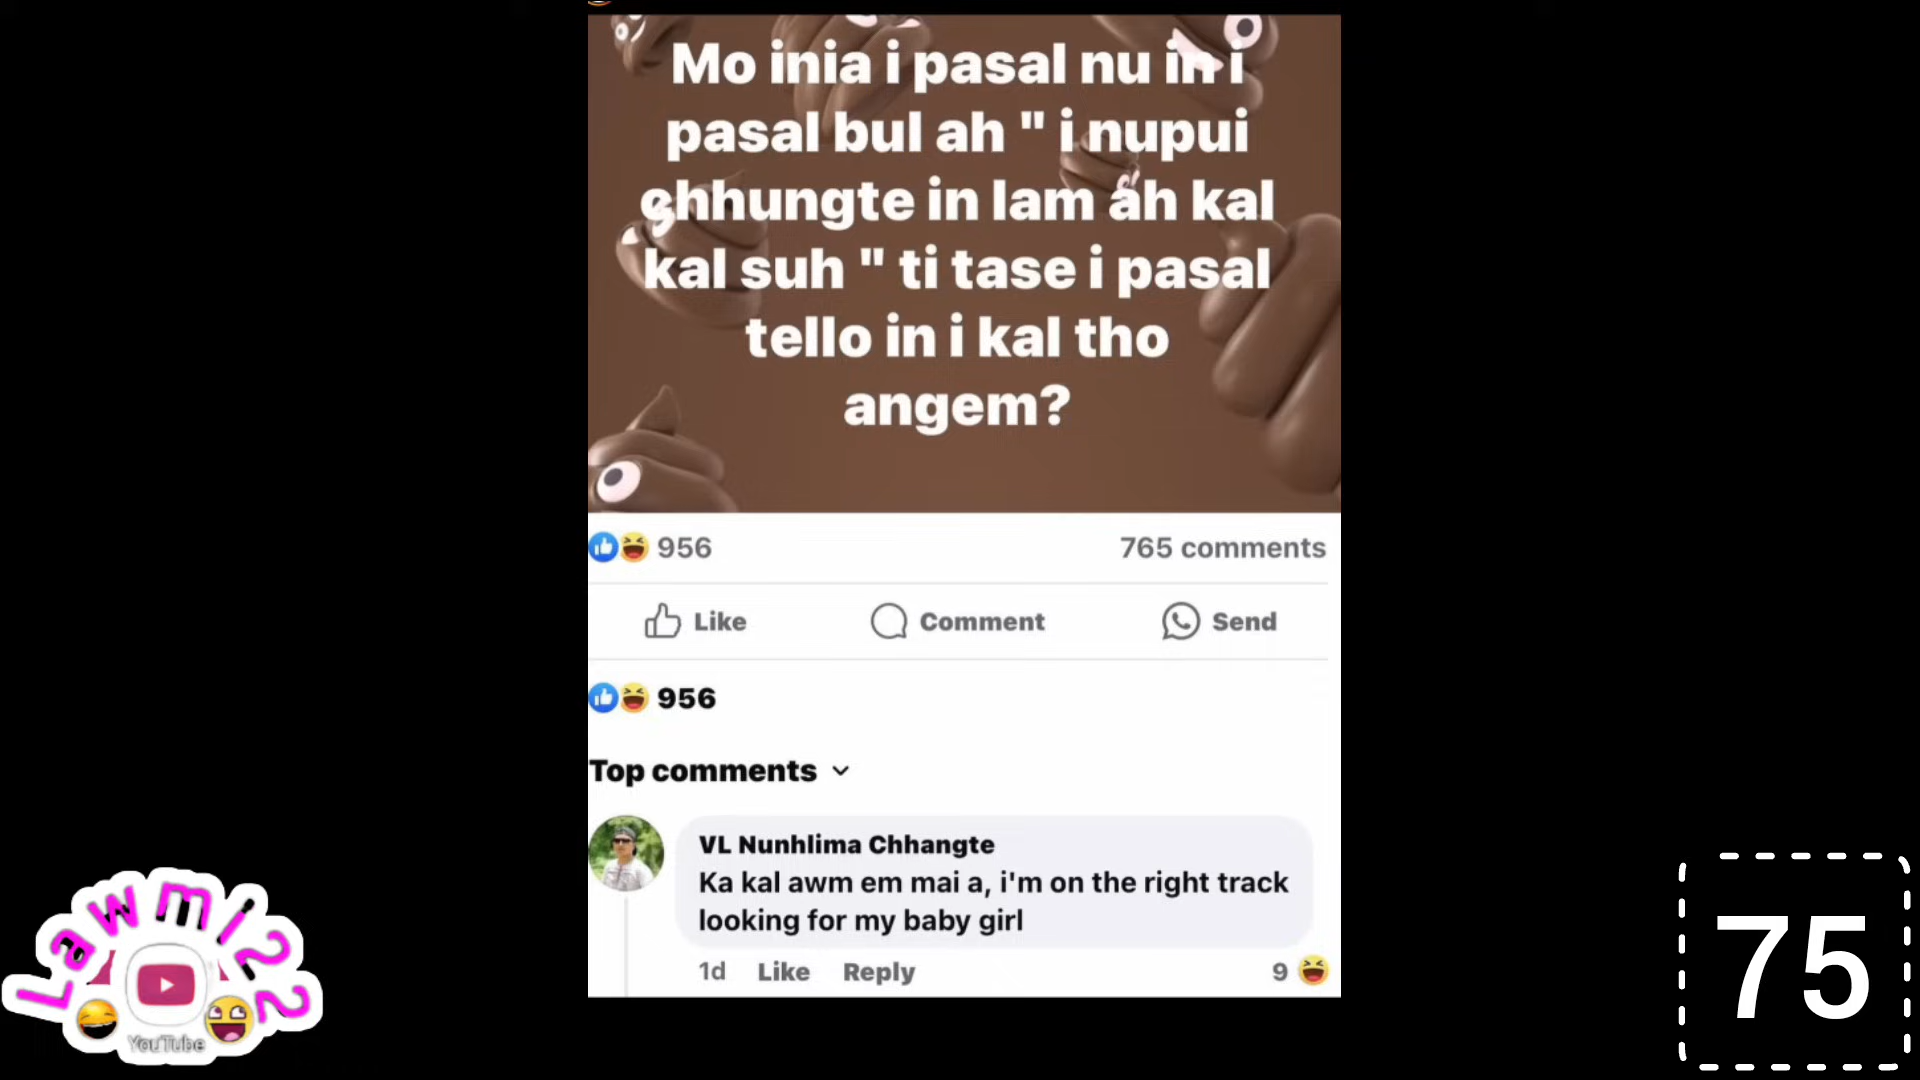 Mo inia i pasal nu in i
pasal bul ah " i nupui
chhungte in lam ah kal
kal suh " ti tase i pasal
tello in i kal tho
angem?
956
765 comments
Like
Comment
Send
956
Top comments
VL Nunhlima Chhangte
Ka kal awm em mai a, i'm on the right track
looking for my baby girl
1d Like Reply
9
Lawmi22
YouTube
75